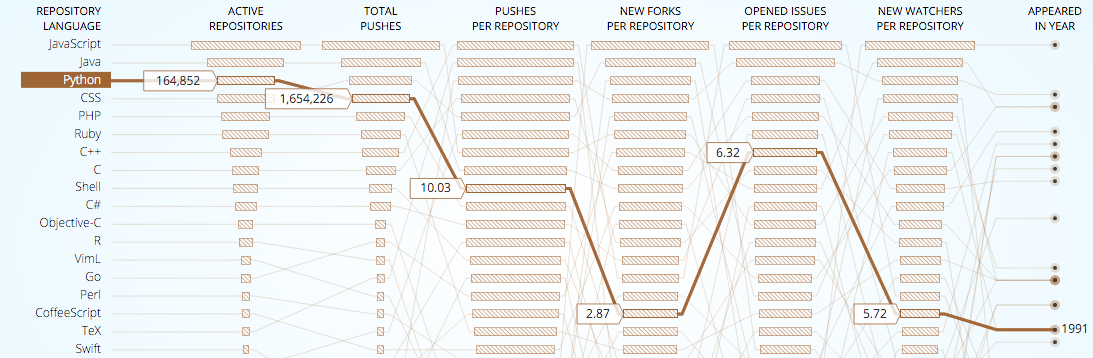 REPOSITORY
LANGUAGE
ACTIVE
REPOSITORIES
TOTAL
PUSHES
PUSHES
PER REPOSITORY
NEW FORKS
PER REPOSITORY
OPENED ISSUES
PER REPOSITORY
NEW WATCHERS
PER REPOSITORY
APPEARED
IN YEAR
JavaScript
Java
Python 164,852
CSS 1,654,226
PHP
Ruby
C++ 6.32
C
Shell 10.03
C#
Objective-C
R
VimL
Go
Perl
CoffeeScript 2.87 5.72
TeX 1991
Swift